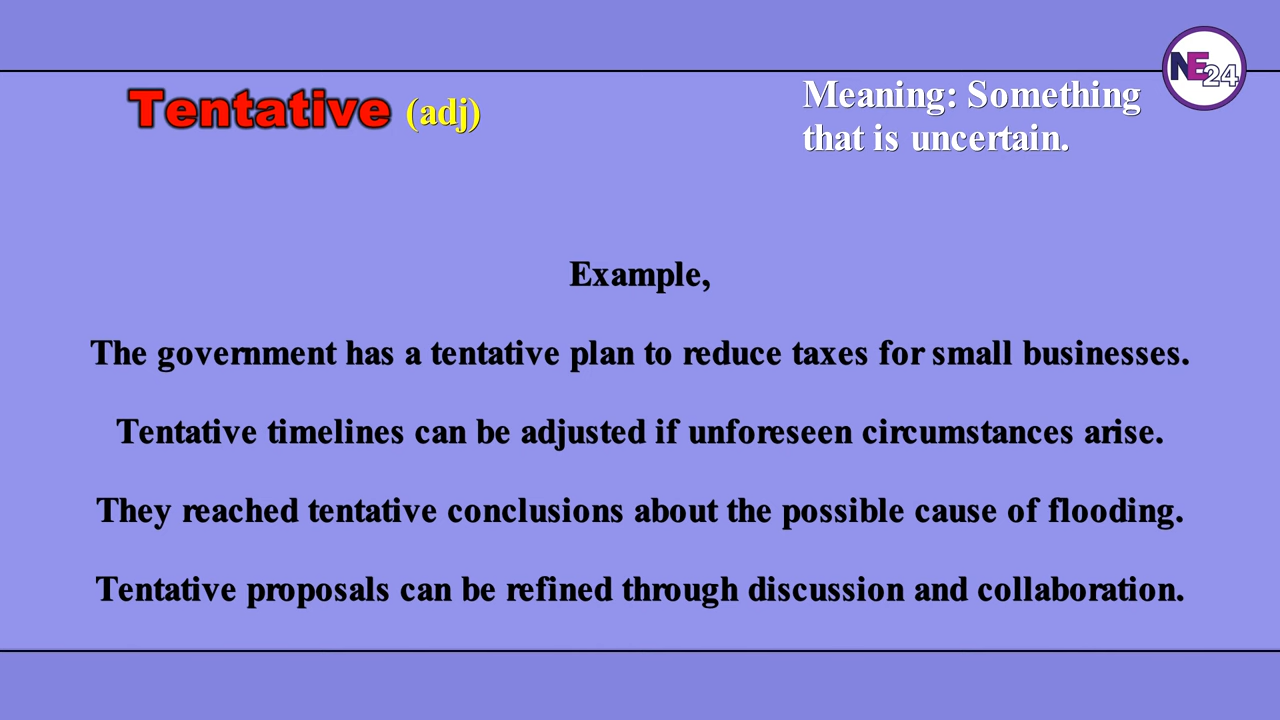 Tentative (adj)
Meaning: Something
that is uncertain.
NE24
Example,
The government has a tentative plan to reduce taxes for small businesses.
Tentative timelines can be adjusted if unforeseen circumstances arise.
They reached tentative conclusions about the possible cause of flooding.
Tentative proposals can be refined through discussion and collaboration.